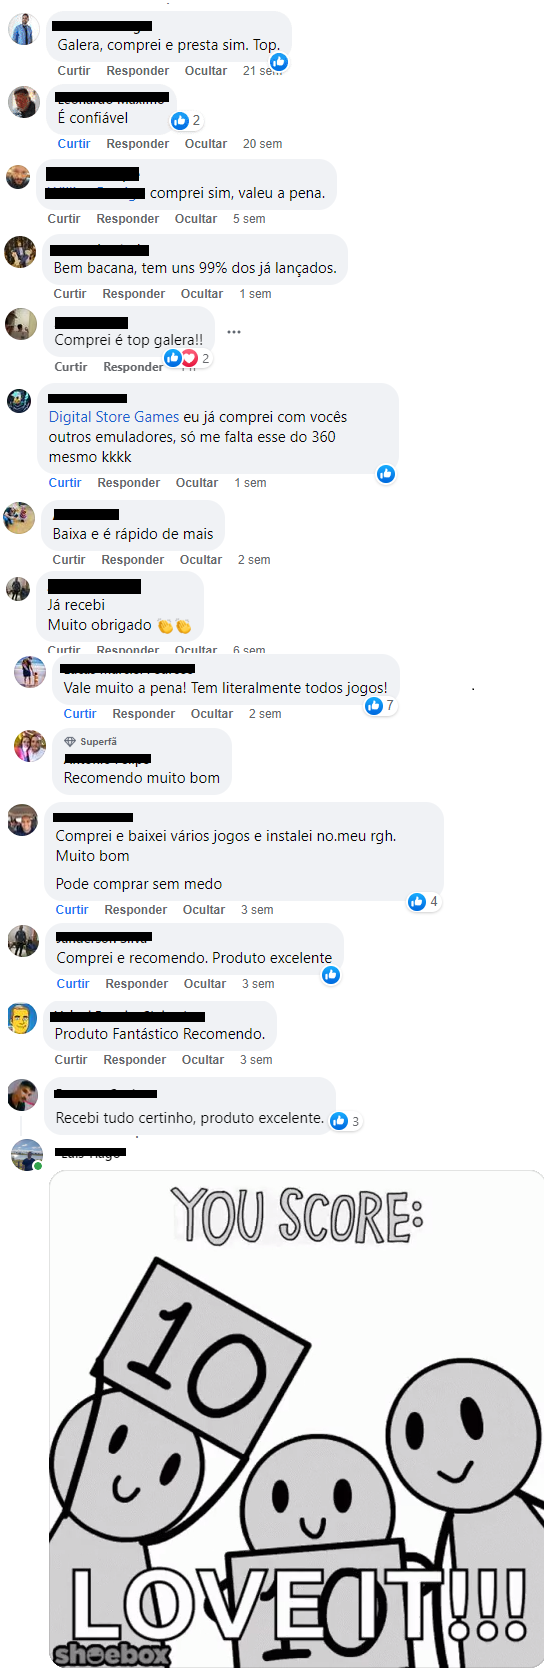 Galera, comprei e presta sim. Top.
Curtir Responder Ocultar 21 sem
É confiável
2
Curtir Responder Ocultar 20 sem
comprei sim, valeu a pena.
Curtir Responder Ocultar 5 sem
Bem bacana, tem uns 99% dos já lançados.
Curtir Responder Ocultar 1 sem
Comprei é top galera!!
2
Curtir Responder
Digital Store Games eu já comprei com vocês
outros emuladores, só me falta esse do 360
mesmo kkkk
Curtir Responder Ocultar 1 sem
Baixa e é rápido de mais
Curtir Responder Ocultar 2 sem
Já recebi
Muito obrigado 👏👏
Curtir Responder Ocultar 6 sem
Vale muito a pena! Tem literalmente todos jogos!
7
Curtir Responder Ocultar 2 sem
Superfã
Recomendo muito bom
Comprei e baixei vários jogos e instalei no.meu rgh.
Muito bom
Pode comprar sem medo
4
Curtir Responder Ocultar 3 sem
Comprei e recomendo. Produto excelente
Curtir Responder Ocultar 3 sem
Produto Fantástico Recomendo.
Curtir Responder Ocultar 3 sem
Recebi tudo certinho, produto excelente.
3
YOU SCORE:
10
10
LOVE IT!!!
shoebox